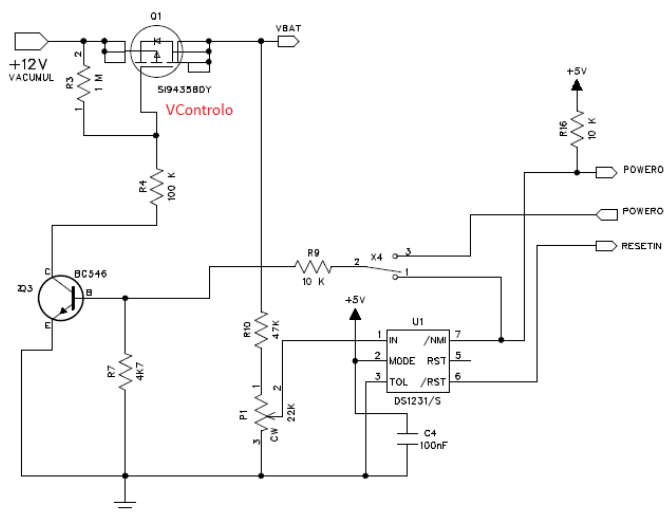 Q1
VBAT
+12V
VACUMUL
2
R3
1 M
1
SI9435BDY
VControlo
+5V
R16
10 K
POWERO
R4
100 K
POWERO
RESETIN
C
BC546
Q3
B
E
R9
10 K
2
X4
3
1
+5V
U1
R10
47K
1
IN
/NMI
7
2
MODE
RST
5
3
TOL
/RST
6
DS1231/S
R7
4K7
P1
1
2
22K
CW
3
C4
100nF